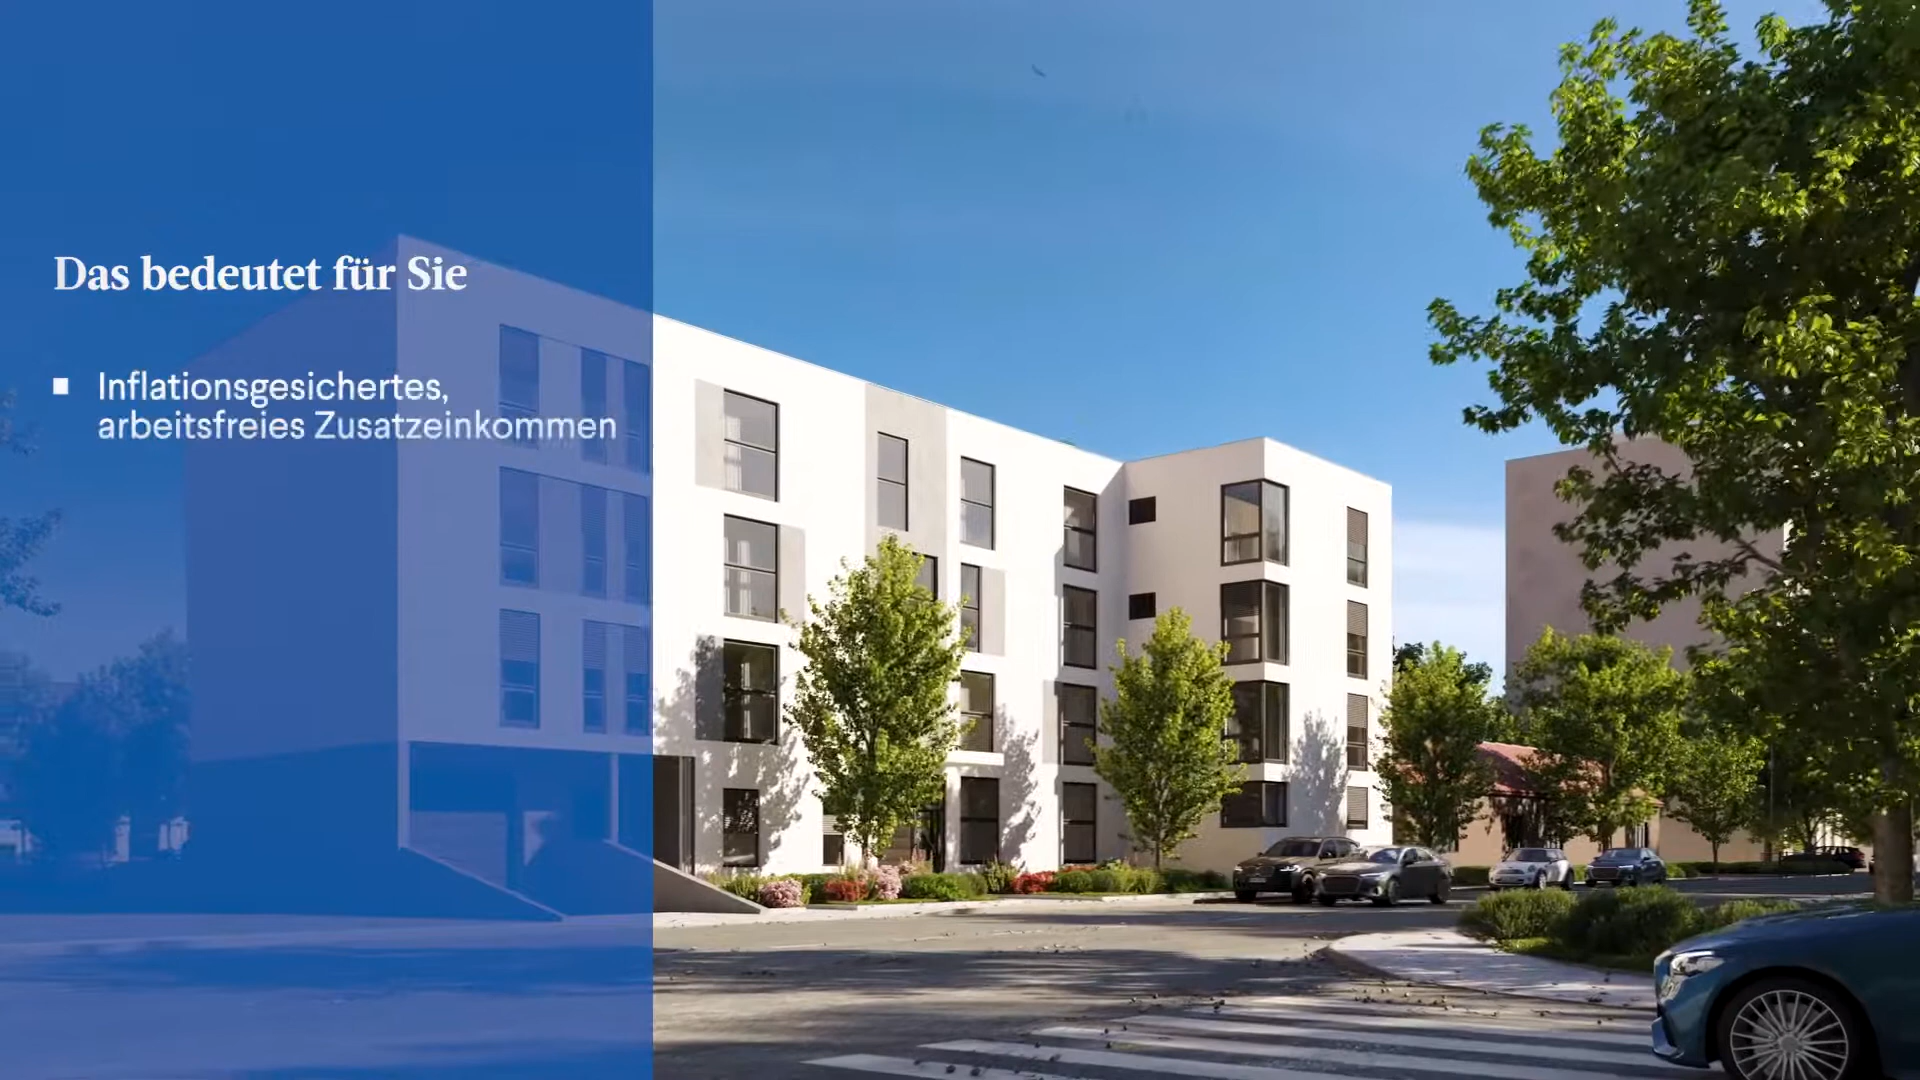 Das bedeutet für Sie
Inflationsgesichertes,
arbeitsfreies Zusatzeinkommen